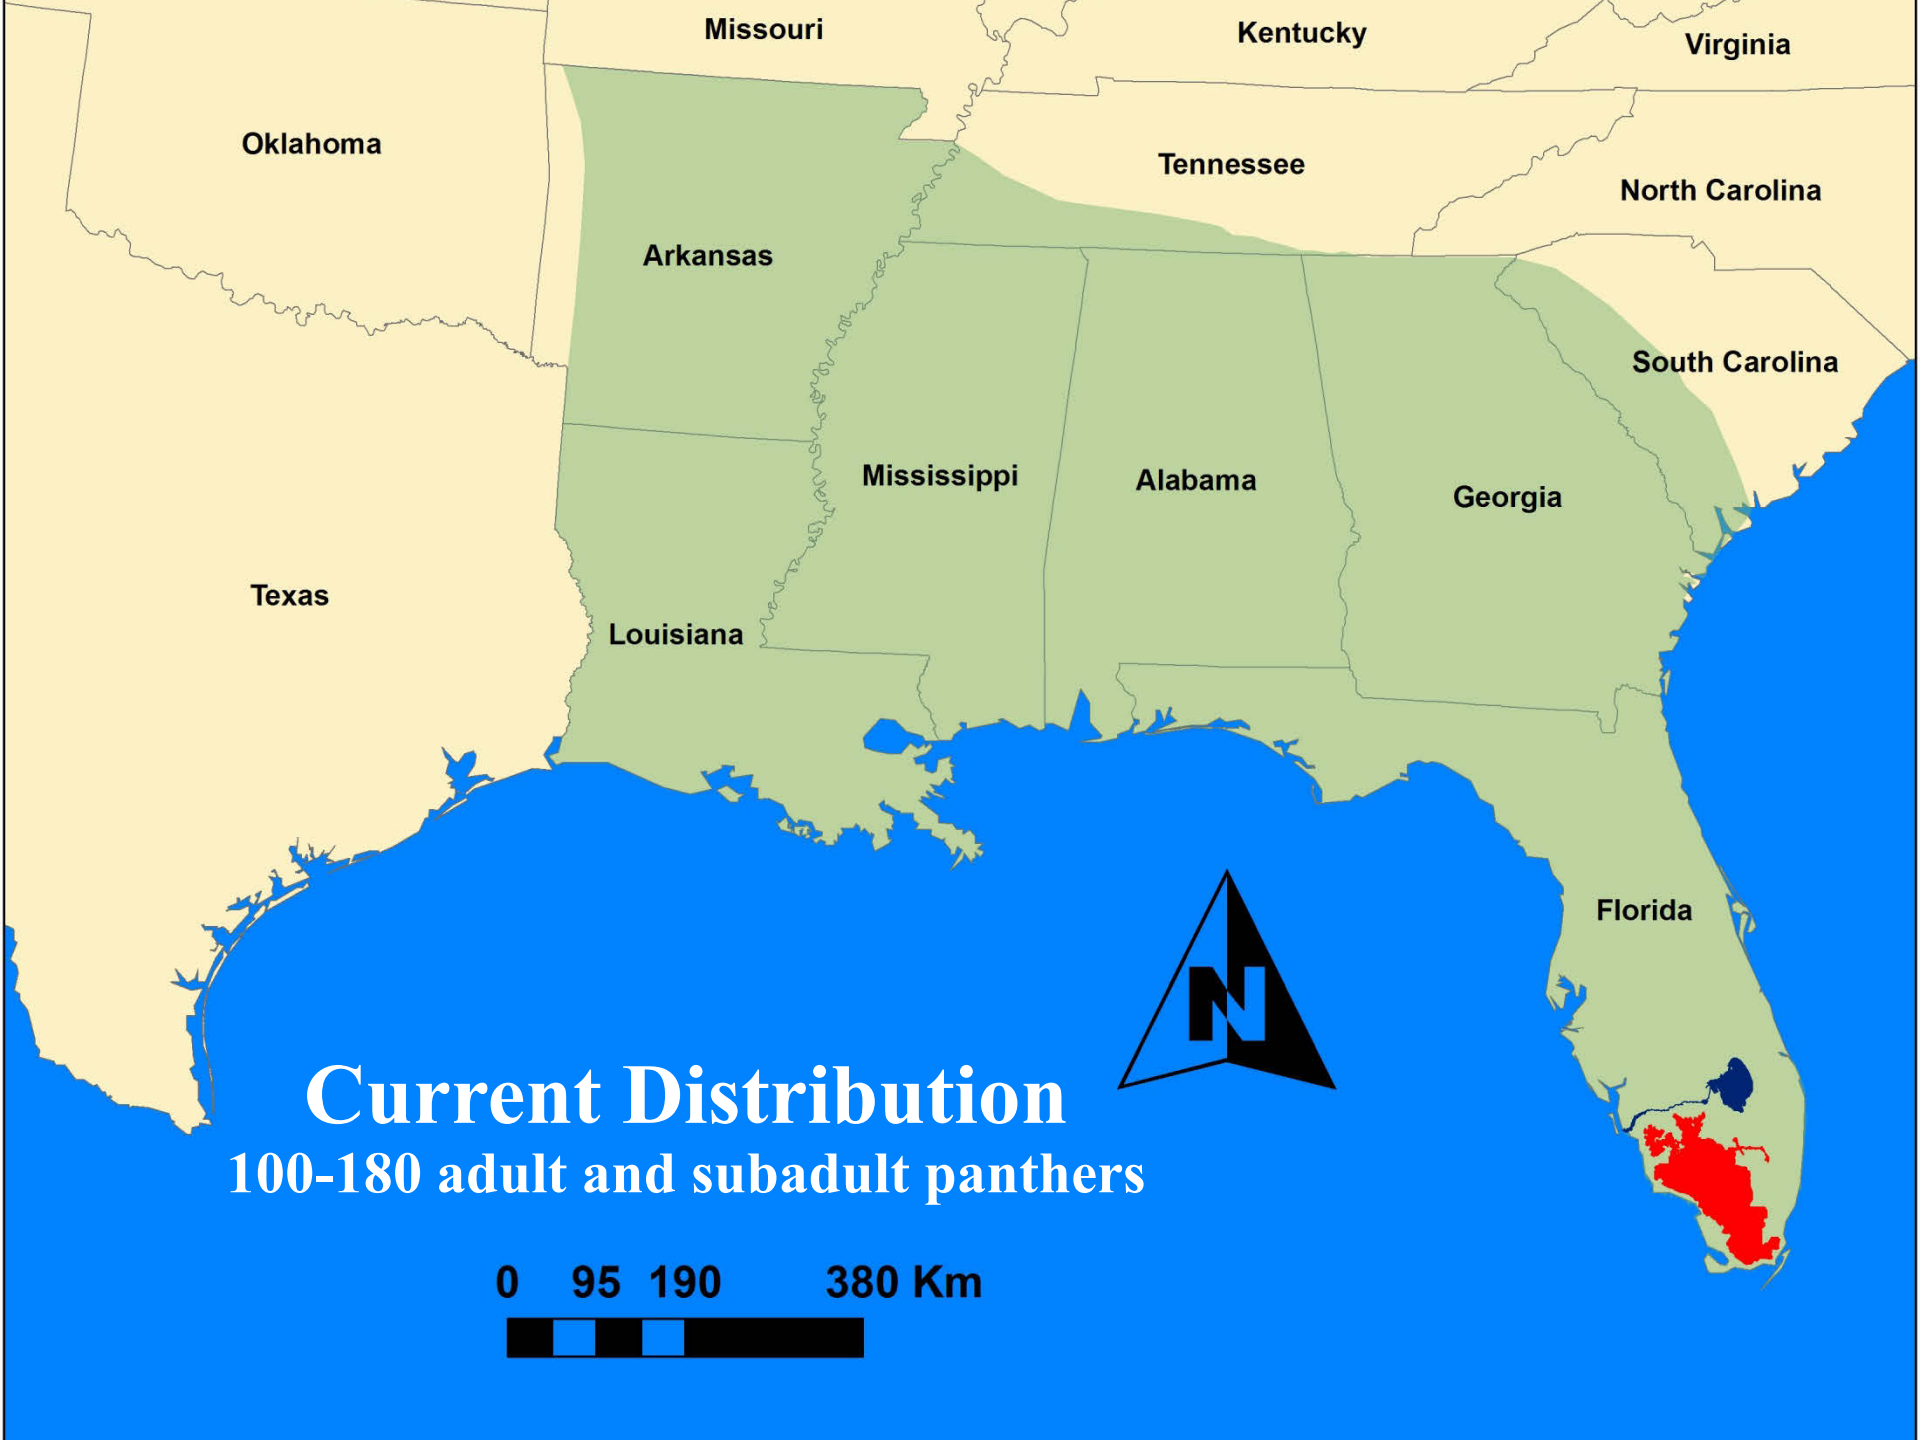 Missouri
Kentucky
Virginia
Oklahoma
Tennessee
North Carolina
Arkansas
South Carolina
Mississippi
Alabama
Georgia
Texas
Louisiana
Florida
N
Current Distribution
100-180 adult and subadult panthers
0 95 190 380 Km